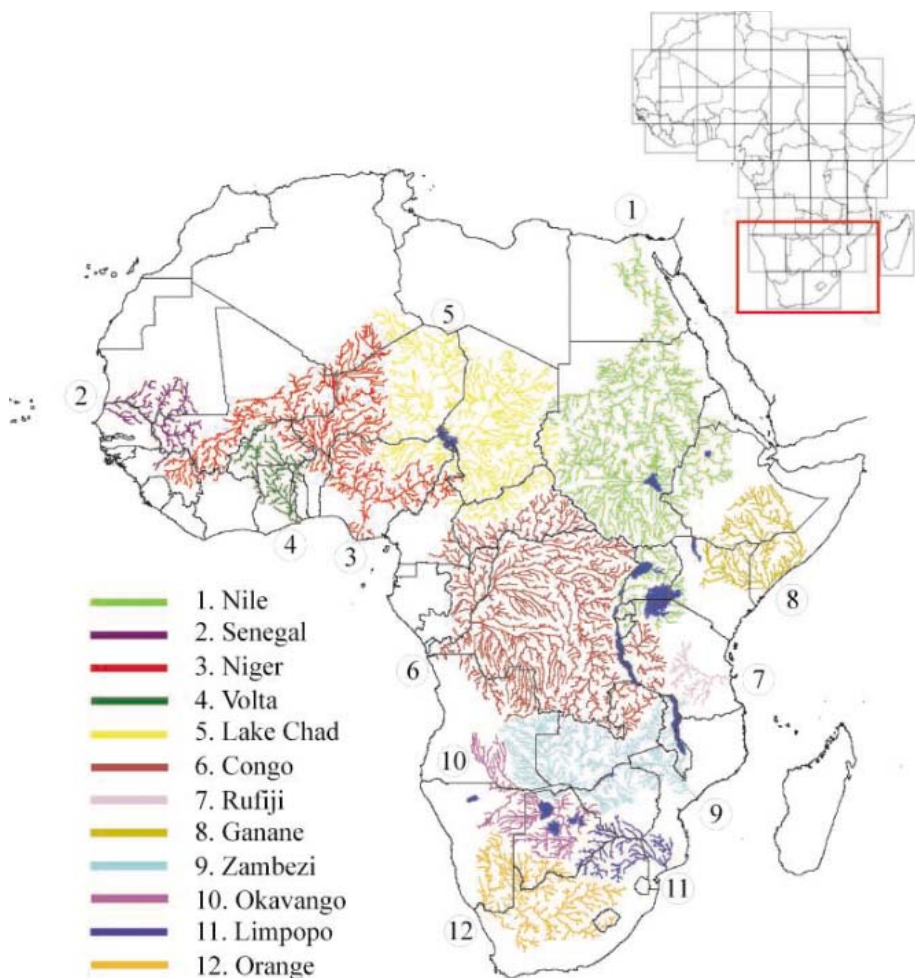 1
5
2
4
3
8
6
7
10
9
11
12
1. Nile
2. Senegal
3. Niger
4. Volta
5. Lake Chad
6. Congo
7. Rufiji
8. Ganane
9. Zambezi
10. Okavango
11. Limpopo
12. Orange